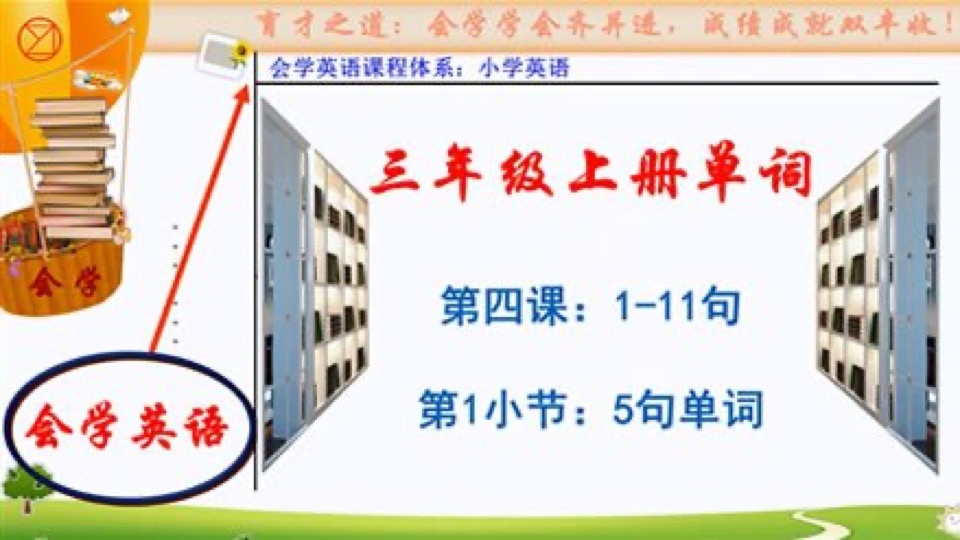 育才之道：会学学会齐并进，成绩成就双丰收！
会学英语课程体系：小学英语
三年级上册单词
第四课：1-11句
第1小节：5句单词
会学
会学英语